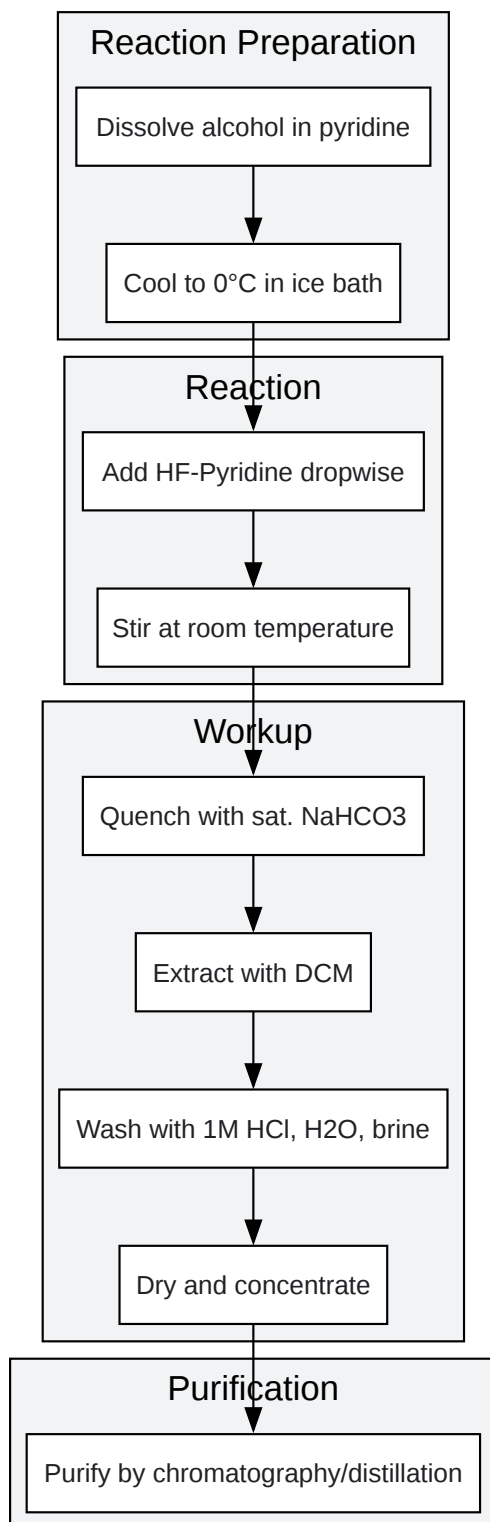 Reaction Preparation
Dissolve alcohol in pyridine
Cool to 0°C in ice bath
Reaction
Add HF-Pyridine dropwise
Stir at room temperature
Workup
Quench with sat. NaHCO3
Extract with DCM
Wash with 1M HCl, H2O, brine
Dry and concentrate
Purification
Purify by chromatography/distillation